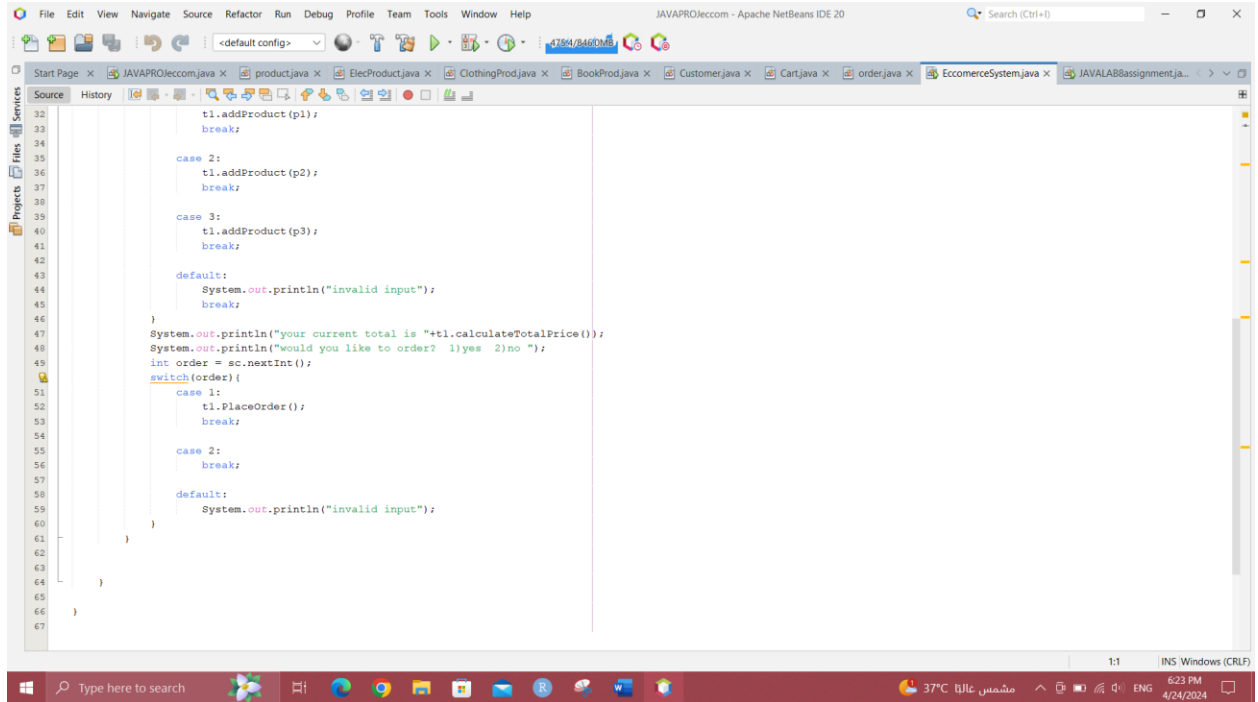 File Edit View Navigate Source Refactor Run Debug Profile Team Tools Window Help JAVAPROJeccom - Apache NetBeans IDE 20 Search (Ctrl+I)
<default config>
Start Page JAVAPROJeccom.java product.java ElecProduct.java ClothingProd.java BookProd.java Customer.java Cart.java order.java EccomerceSystem.java JAVALAB8assignment.ja...
Source History
Services
Files
Projects
32 t1.addProduct(p1);
33 break;
34
35 case 2:
36 t1.addProduct(p2);
37 break;
38
39 case 3:
40 t1.addProduct(p3);
41 break;
42
43 default:
44 System.out.println("invalid input");
45 break;
46 }
47 System.out.println("your current total is "+t1.calculateTotalPrice());
48 System.out.println("would you like to order? 1)yes 2)no ");
49 int order = sc.nextInt();
switch(order){
51 case 1:
52 t1.PlaceOrder();
53 break;
54
55 case 2:
56 break;
57
58 default:
59 System.out.println("invalid input");
60 }
61 }
62
63
64 }
65
66 }
67
1:1 INS Windows (CRLF)
Type here to search
37°C مشمس غالبًا ENG 6:23 PM
4/24/2024